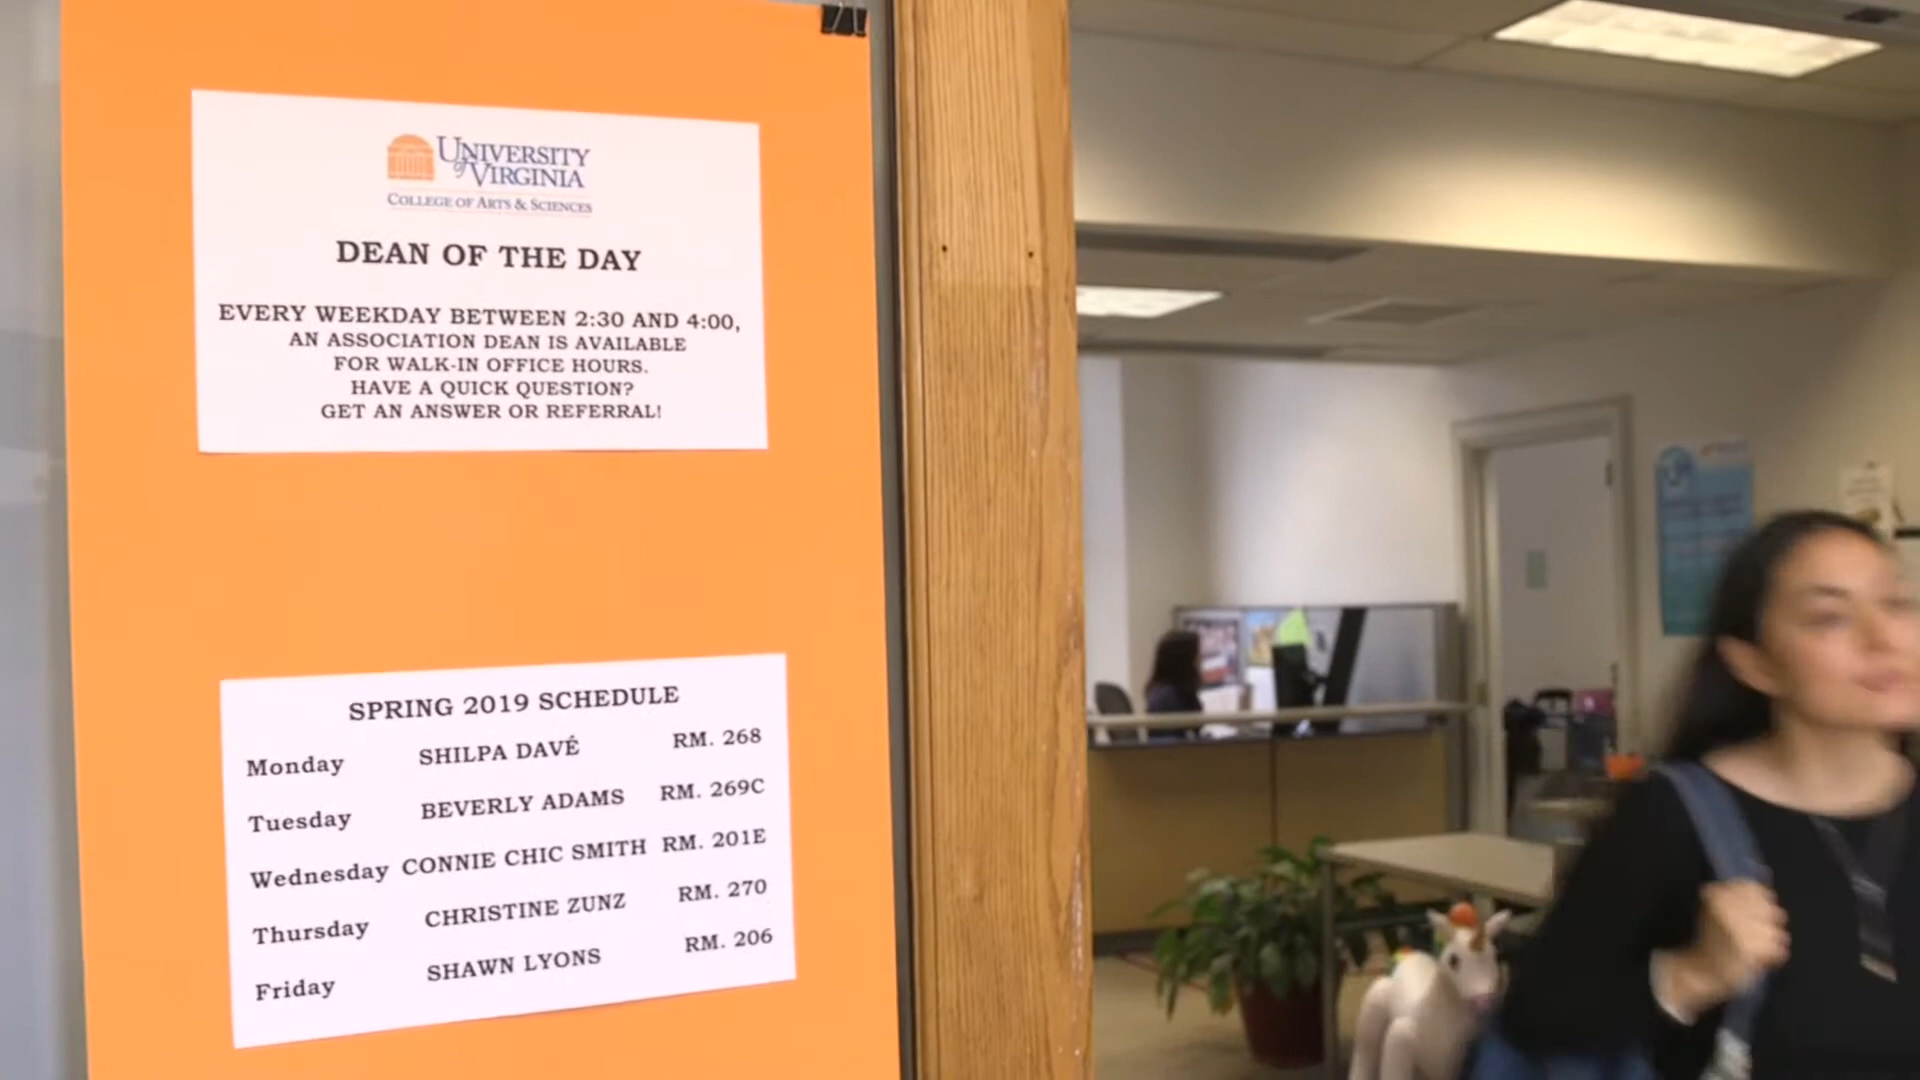 UNIVERSITY
of VIRGINIA
COLLEGE OF ARTS & SCIENCES
DEAN OF THE DAY
EVERY WEEKDAY BETWEEN 2:30 AND 4:00,
AN ASSOCIATION DEAN IS AVAILABLE
FOR WALK-IN OFFICE HOURS.
HAVE A QUICK QUESTION?
GET AN ANSWER OR REFERRAL!
SPRING 2019 SCHEDULE
Monday SHILPA DAVÉ RM. 268
Tuesday BEVERLY ADAMS RM. 269C
Wednesday CONNIE CHIC SMITH RM. 201E
Thursday CHRISTINE ZUNZ RM. 270
Friday SHAWN LYONS RM. 206